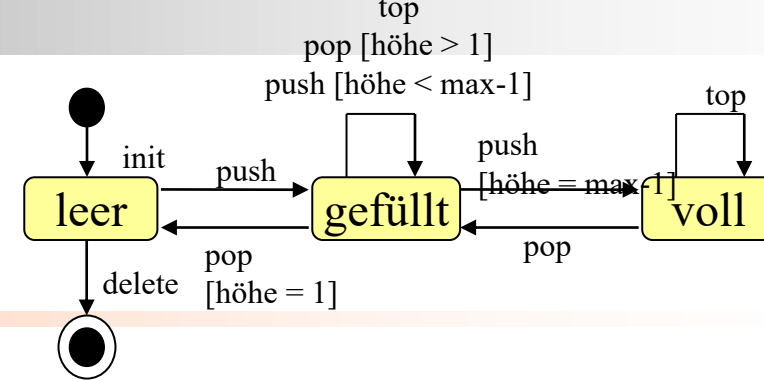 top
pop [höhe > 1]
push [höhe < max-1]
top
init
push
push
[höhe = max-1]
leer
gefüllt
voll
pop
[höhe = 1]
pop
delete